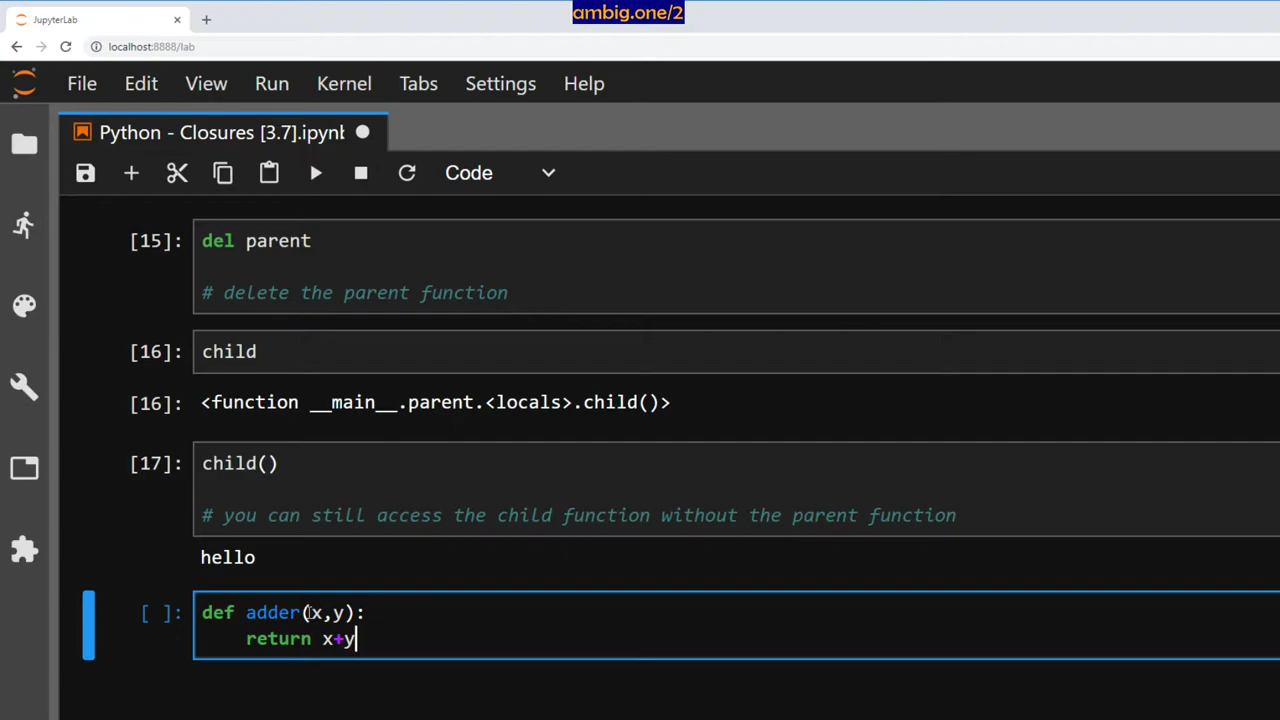 ambig.one/2
JupyterLab
localhost:8888/lab
File Edit View Run Kernel Tabs Settings Help
Python - Closures [3.7].ipynb
Code
[15]: del parent
# delete the parent function
[16]: child
[16]: <function __main__.parent.<locals>.child()>
[17]: child()
# you can still access the child function without the parent function
hello
[ ]: def adder(x,y):
return x+y